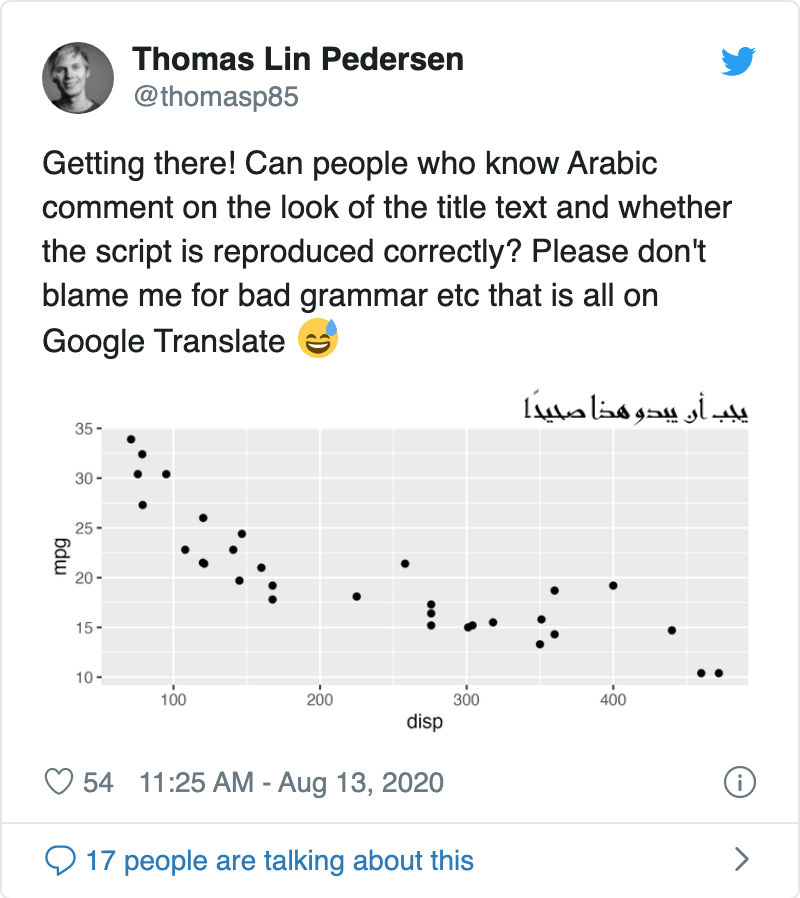 Thomas Lin Pedersen
@thomasp85
Getting there! Can people who know Arabic
comment on the look of the title text and whether
the script is reproduced correctly? Please don't
blame me for bad grammar etc that is all on
Google Translate 😅
يجب أن يبدو هذا صحيحًا
35
30
25
20
15
10
mpg
100 200 300 400
disp
54 11:25 AM - Aug 13, 2020
17 people are talking about this